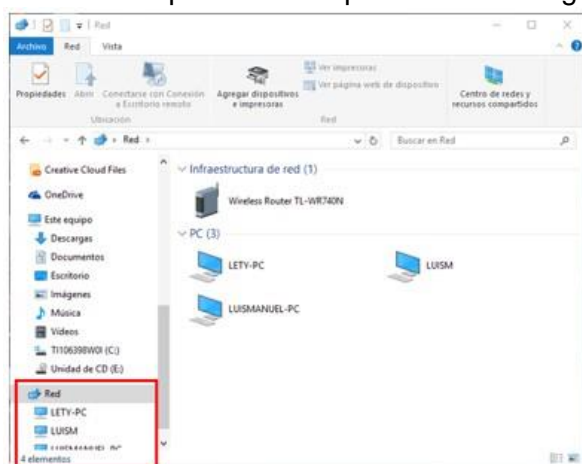 Red
Archivo Red Vista
Propiedades Abrir Conectarse con Conexión
a Escritorio remoto
Agregar dispositivos
e impresoras
Ver impresoras
Ver página web de dispositivo
Centro de redes y
recursos compartidos
Ubicación Red
Red
Buscar en Red
Creative Cloud Files
OneDrive
Este equipo
Descargas
Documentos
Escritorio
Imágenes
Música
Vídeos
TI106398W0I (C:)
Unidad de CD (E:)
Red
LETY-PC
LUISM
LUISMANUEL-PC
4 elementos
Infraestructura de red (1)
Wireless Router TL-WR740N
PC (3)
LETY-PC
LUISM
LUISMANUEL-PC